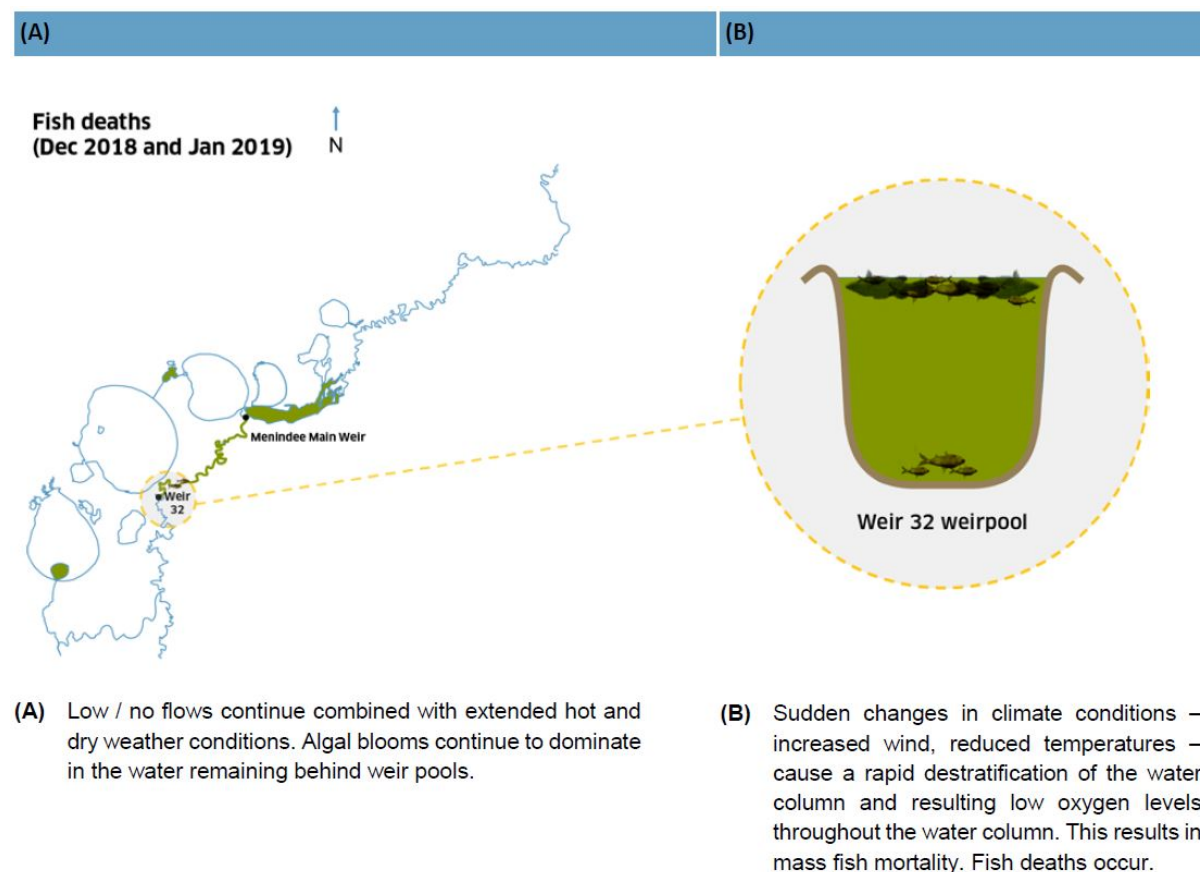 (A)
(B)
Fish deaths
(Dec 2018 and Jan 2019)
N
Menindee Main Weir
Weir
32
Weir 32 weirpool
(A) Low / no flows continue combined with extended hot and
dry weather conditions. Algal blooms continue to dominate
in the water remaining behind weir pools.
(B) Sudden changes in climate conditions –
increased wind, reduced temperatures –
cause a rapid destratification of the water
column and resulting low oxygen levels
throughout the water column. This results in
mass fish mortality. Fish deaths occur.